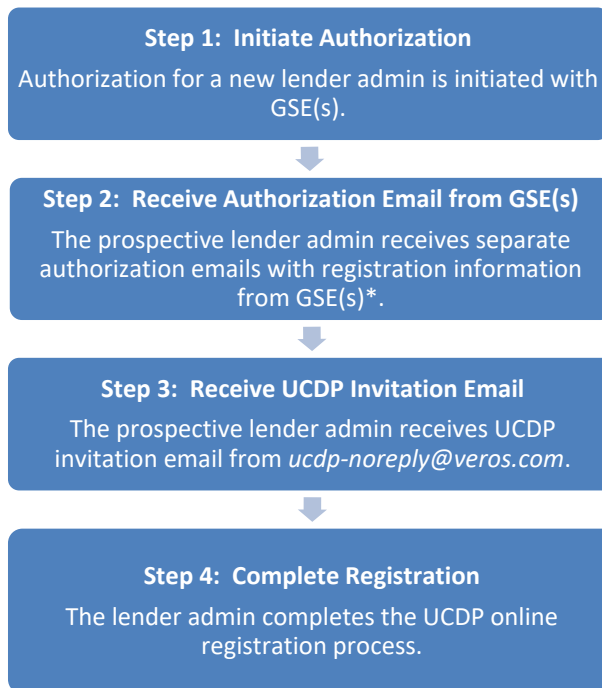 Step 1: Initiate Authorization
Authorization for a new lender admin is initiated with
GSE(s).
Step 2: Receive Authorization Email from GSE(s)
The prospective lender admin receives separate
authorization emails with registration information
from GSE(s)*.
Step 3: Receive UCDP Invitation Email
The prospective lender admin receives UCDP
invitation email from ucdp-noreply@veros.com.
Step 4: Complete Registration
The lender admin completes the UCDP online
registration process.